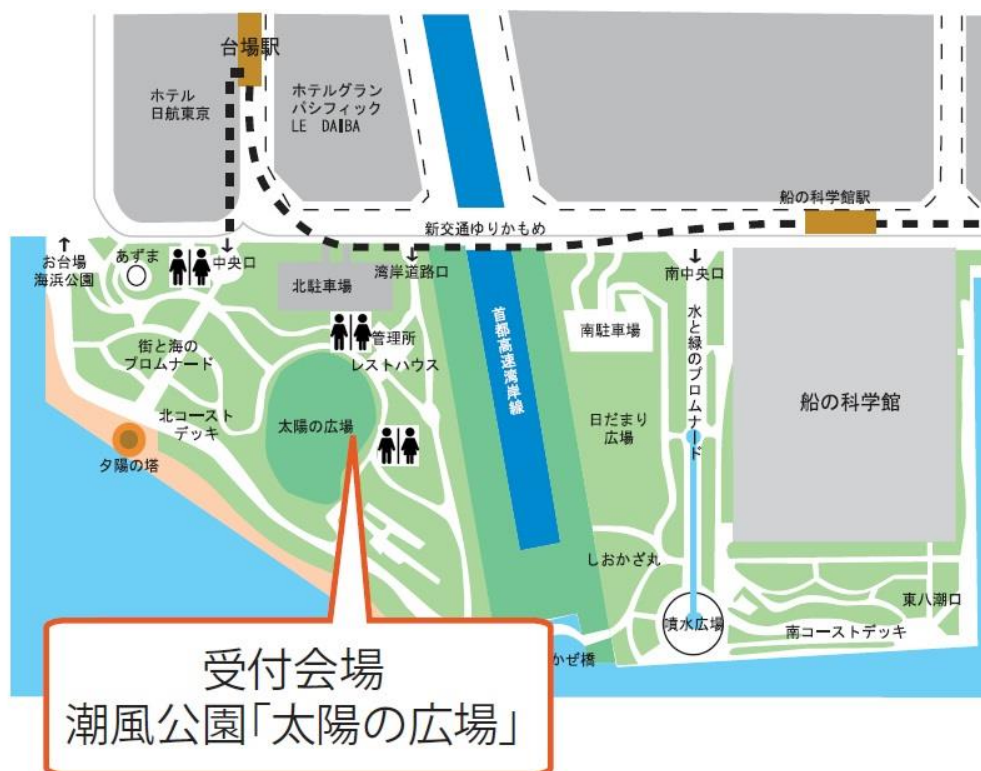 台場駅
ホテル
日航東京
ホテルグラン
パシフィック
LE DAIBA
船の科学館駅
新交通ゆりかもめ
↑
お台場
海浜公園
あずま
↓
中央口
北駐車場
↓
湾岸道路口
↓
南中央口
管理所
レストハウス
街と海の
プロムナード
北コースト
デッキ
太陽の広場
夕陽の塔
首都高速湾岸線
南駐車場
水と緑のプロムナード
日だまり
広場
船の科学館
しおかざ丸
噴水広場
東八潮口
南コーストデッキ
かぜ橋
受付会場
潮風公園「太陽の広場」